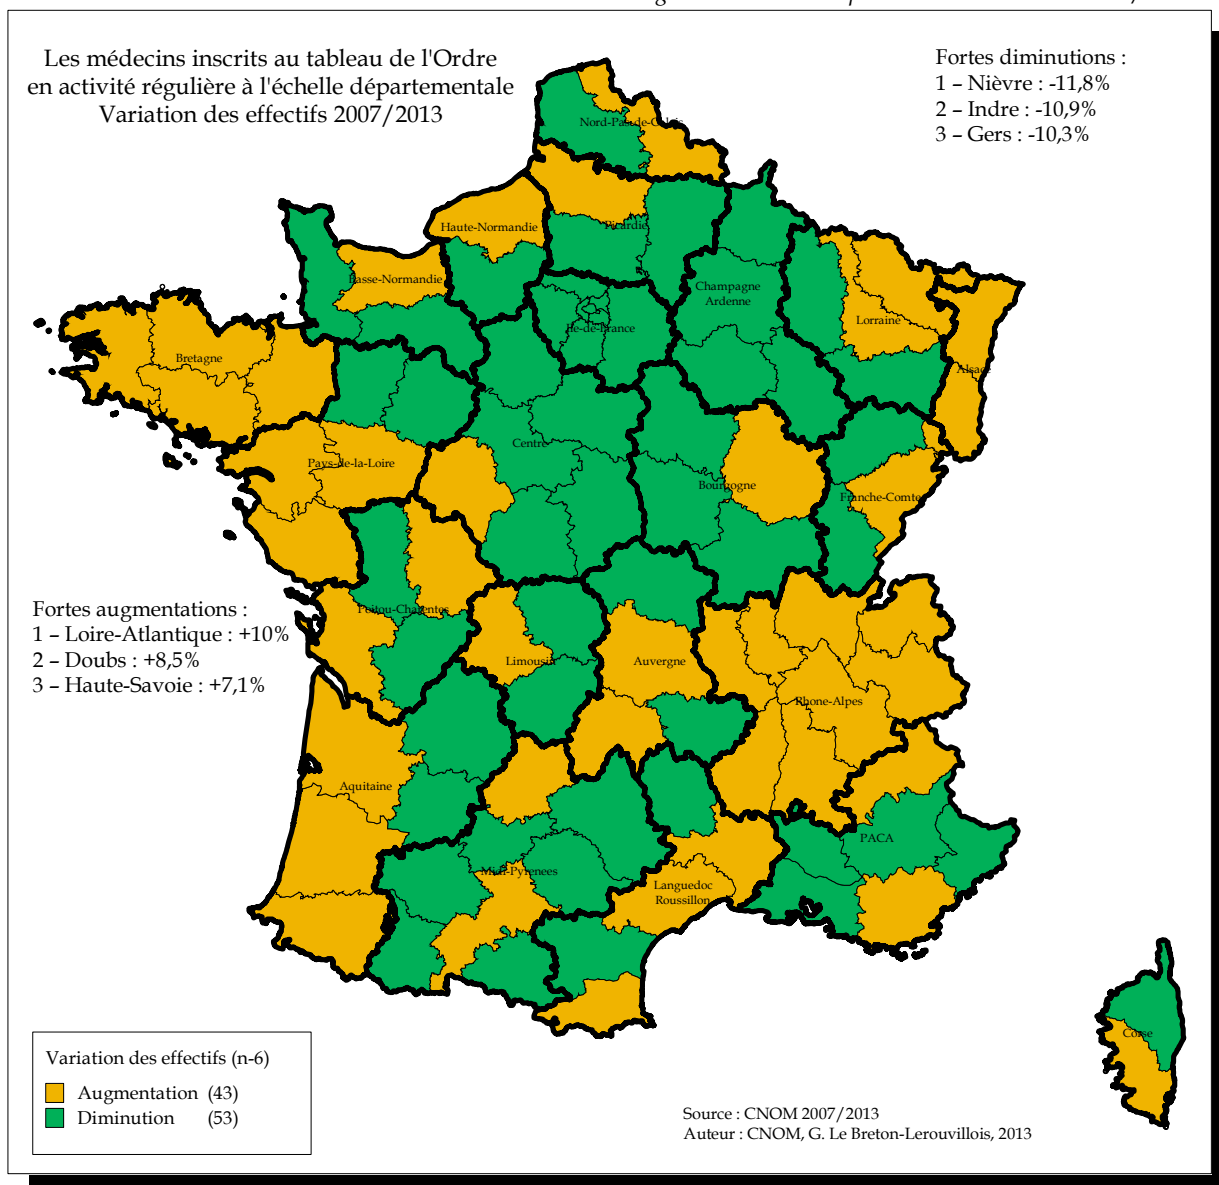 Les médecins inscrits au tableau de l'Ordre
en activité régulière à l'échelle départementale
Variation des effectifs 2007/2013
Fortes diminutions :
1 – Nièvre : -11,8%
2 – Indre : -10,9%
3 – Gers : -10,3%
Nord-Pas-de-Calais
Haute-Normandie
Picardie
Basse-Normandie
Champagne
Ardenne
Ile-de-France
Lorraine
Bretagne
Alsace
Centre
Pays-de-la-Loire
Bourgogne
Franche-Comte
Fortes augmentations :
1 – Loire-Atlantique : +10%
2 – Doubs : +8,5%
3 – Haute-Savoie : +7,1%
Poitou-Charentes
Limousin
Auvergne
Rhone-Alpes
Aquitaine
PACA
Midi-Pyrenees
Languedoc
Roussillon
Corse
Variation des effectifs (n-6)
Augmentation (43)
Diminution (53)
Source : CNOM 2007/2013
Auteur : CNOM, G. Le Breton-Lerouvillois, 2013